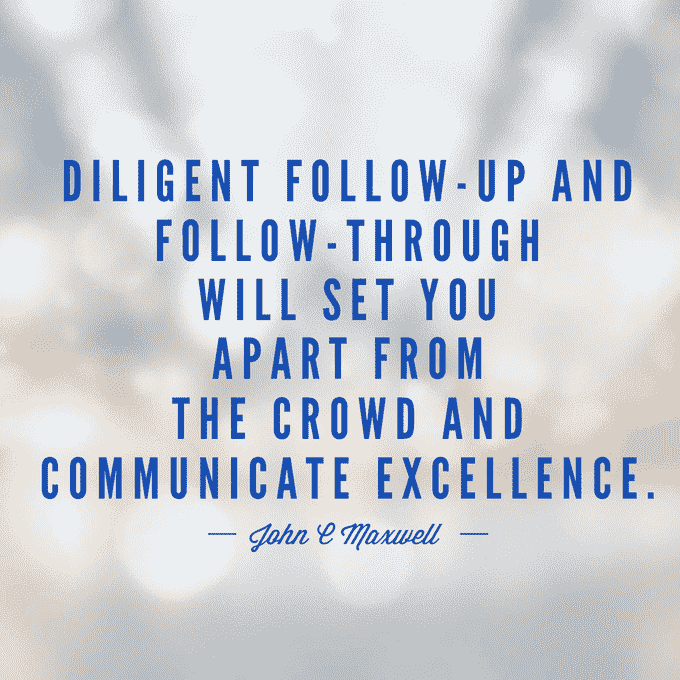 DILIGENT FOLLOW-UP AND
FOLLOW-THROUGH
WILL SET YOU
APART FROM
THE CROWD AND
COMMUNICATE EXCELLENCE.
— John C Maxwell —